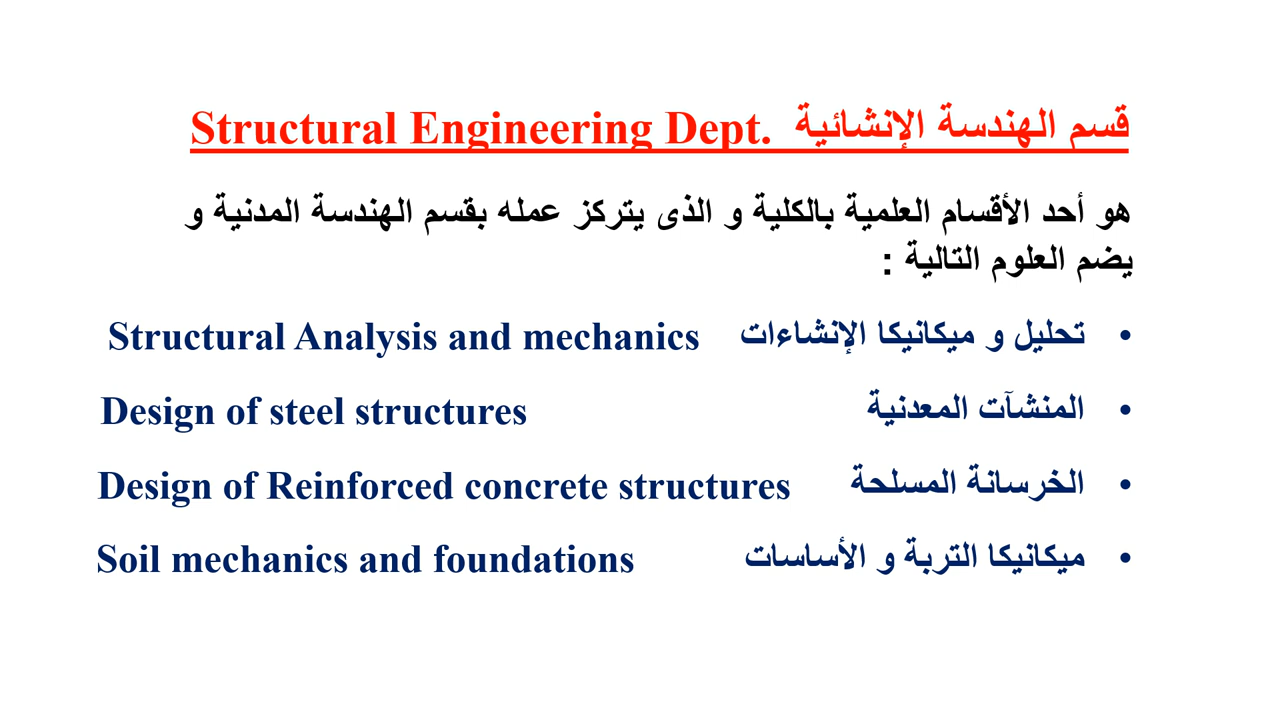 قسم الهندسة الإنشائية Structural Engineering Dept.
هو أحد الأقسام العلمية بالكلية و الذى يتركز عمله بقسم الهندسة المدنية و
يضم العلوم التالية :
• تحليل و ميكانيكا الإنشاءات Structural Analysis and mechanics
• المنشآت المعدنية Design of steel structures
• الخرسانة المسلحة Design of Reinforced concrete structures
• ميكانيكا التربة و الأساسات Soil mechanics and foundations